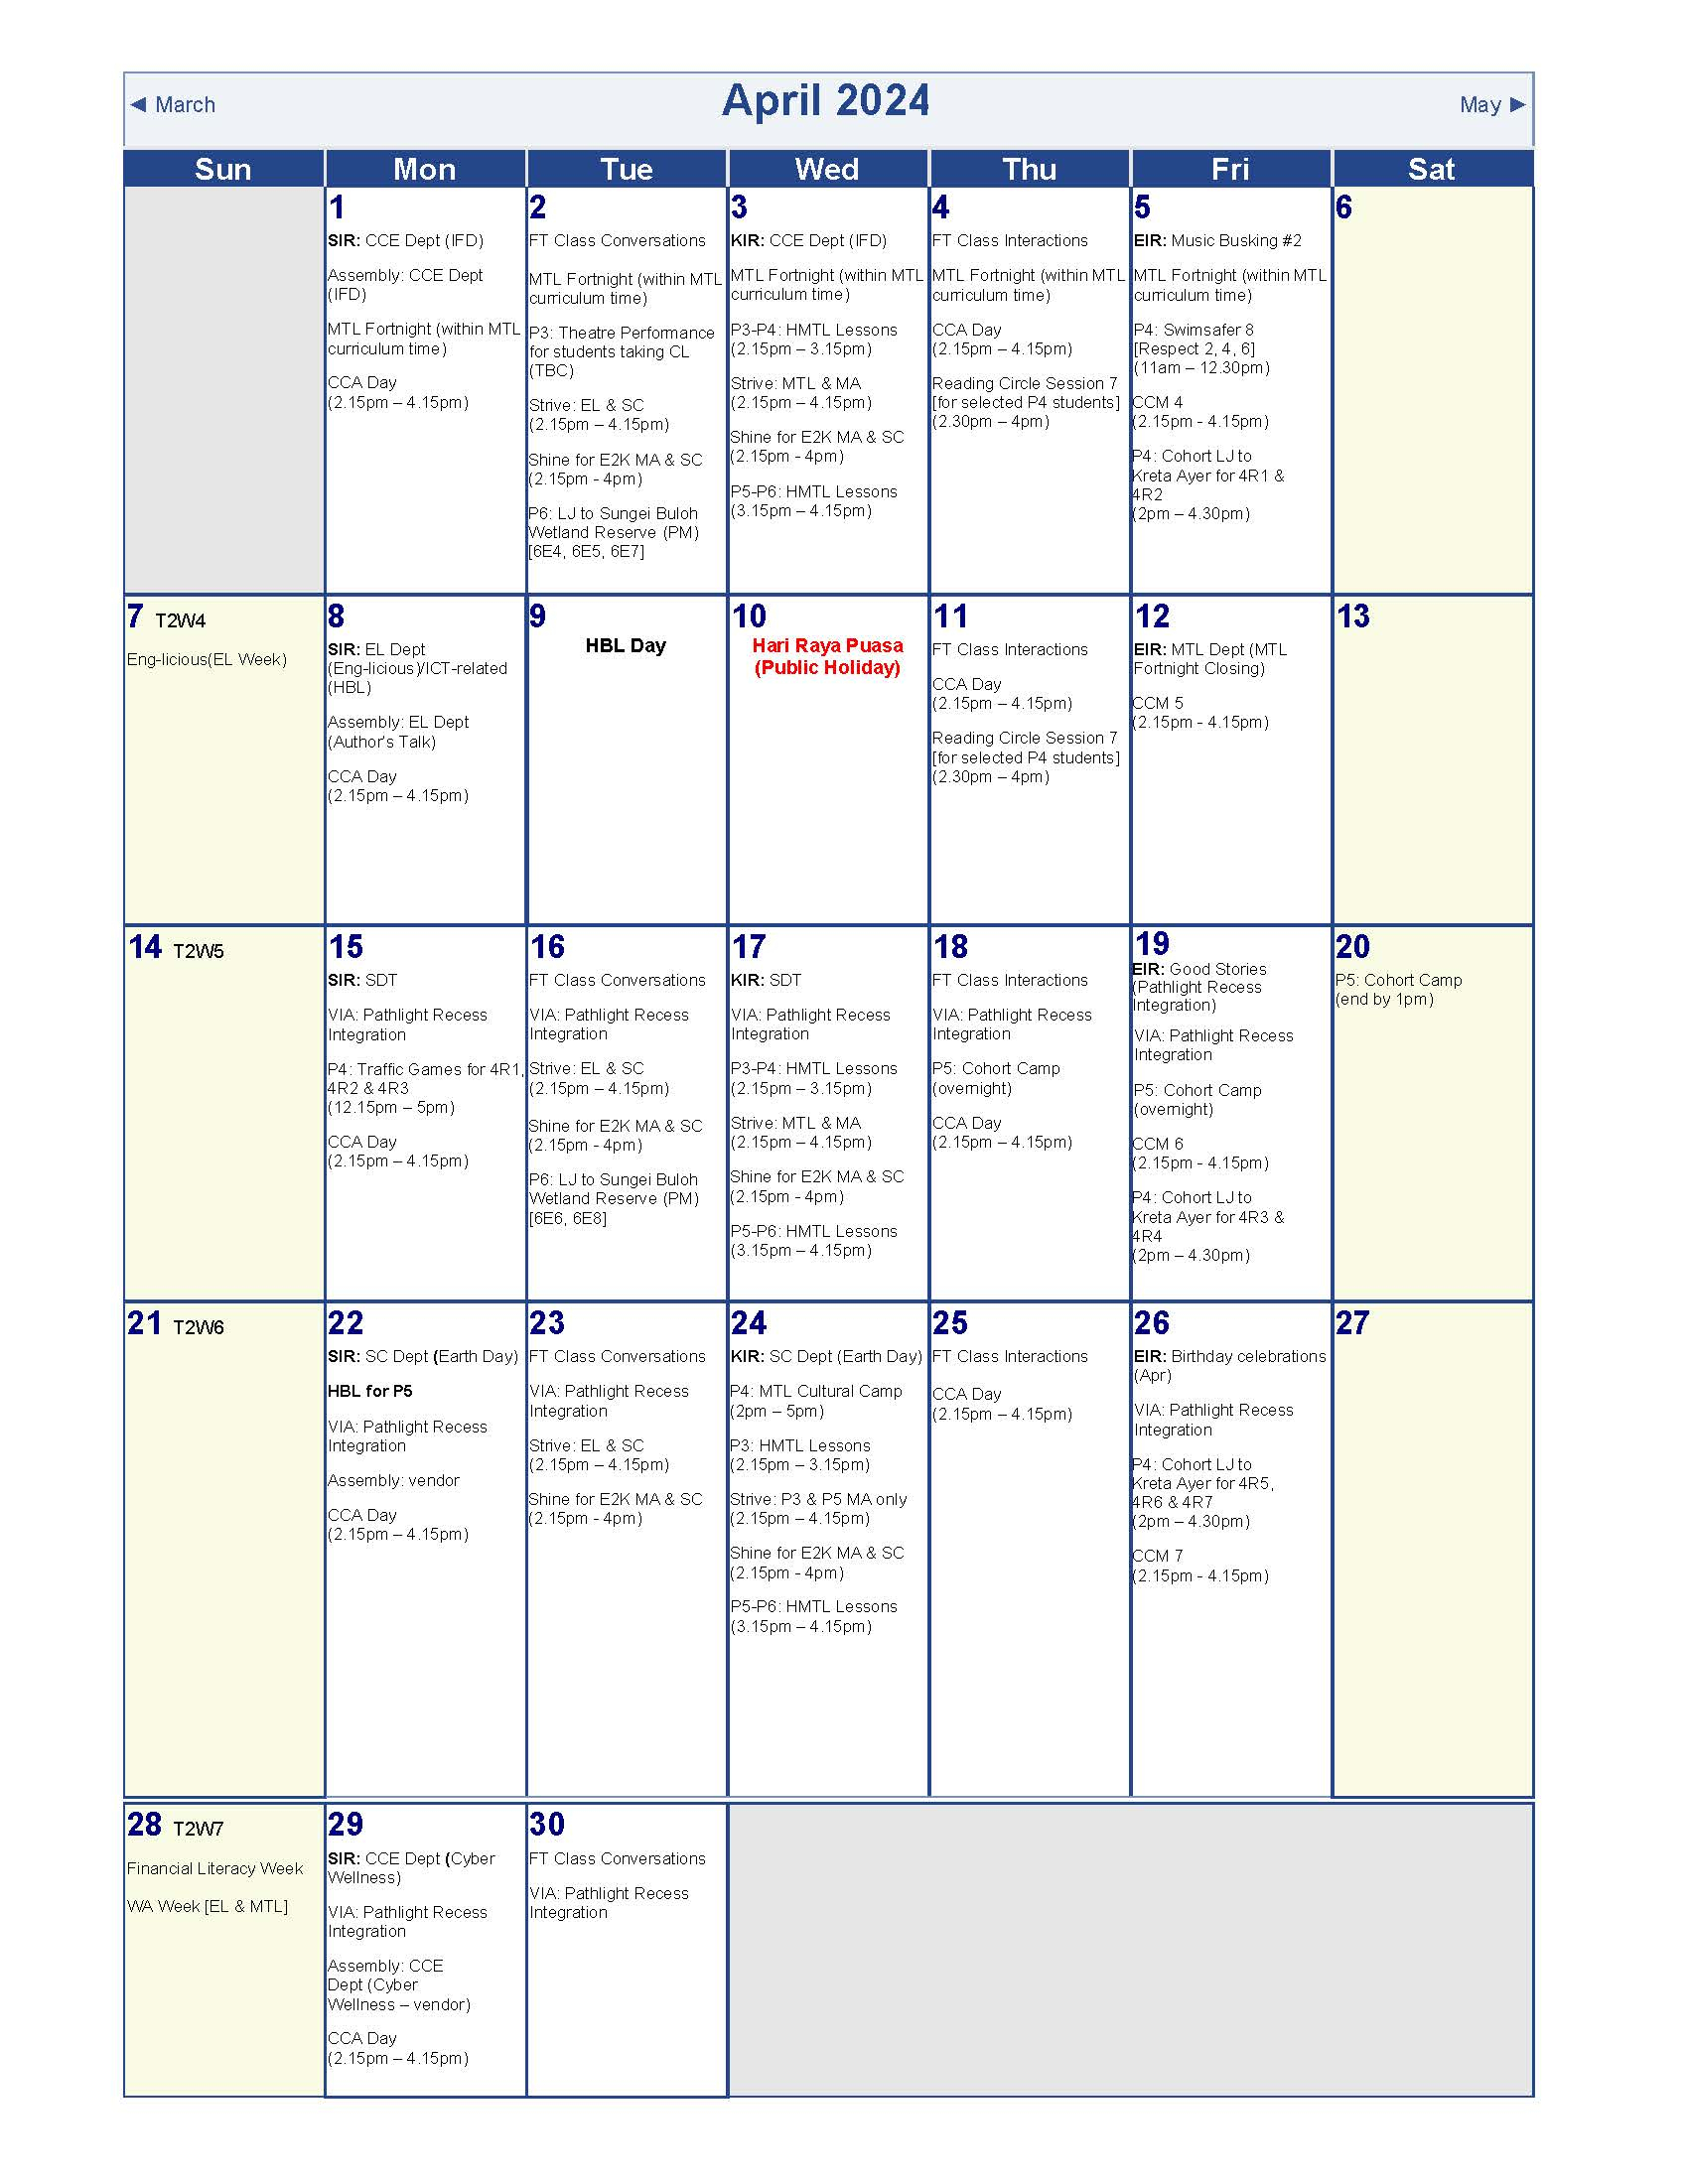 ◄ March
April 2024
May ►
Sun
Mon
Tue
Wed
Thu
Fri
Sat
1
SIR: CCE Dept (IFD)
Assembly: CCE Dept
(IFD)
MTL Fortnight (within MTL
curriculum time)
CCA Day
(2.15pm – 4.15pm)
2
FT Class Conversations
MTL Fortnight (within MTL
curriculum time)
P3: Theatre Performance
for students taking CL
(TBC)
Strive: EL & SC
(2.15pm – 4.15pm)
Shine for E2K MA & SC
(2.15pm - 4pm)
P6: LJ to Sungei Buloh
Wetland Reserve (PM)
[6E4, 6E5, 6E7]
3
KIR: CCE Dept (IFD)
MTL Fortnight (within MTL
curriculum time)
P3-P4: HMTL Lessons
(2.15pm – 3.15pm)
Strive: MTL & MA
(2.15pm – 4.15pm)
Shine for E2K MA & SC
(2.15pm - 4pm)
P5-P6: HMTL Lessons
(3.15pm – 4.15pm)
4
FT Class Interactions
MTL Fortnight (within MTL
curriculum time)
CCA Day
(2.15pm – 4.15pm)
Reading Circle Session 7
[for selected P4 students]
(2.30pm – 4pm)
5
EIR: Music Busking #2
MTL Fortnight (within MTL
curriculum time)
P4: Swimsafer 8
[Respect 2, 4, 6]
(11am – 12.30pm)
CCM 4
(2.15pm - 4.15pm)
P4: Cohort LJ to
Kreta Ayer for 4R1 &
4R2
(2pm – 4.30pm)
6
7 T2W4
Eng-licious(EL Week)
8
SIR: EL Dept
(Eng-licious)/ICT-related
(HBL)
Assembly: EL Dept
(Author's Talk)
CCA Day
(2.15pm – 4.15pm)
9
HBL Day
10
Hari Raya Puasa
(Public Holiday)
11
FT Class Interactions
CCA Day
(2.15pm – 4.15pm)
Reading Circle Session 7
[for selected P4 students]
(2.30pm – 4pm)
12
EIR: MTL Dept (MTL
Fortnight Closing)
CCM 5
(2.15pm - 4.15pm)
13
14 T2W5
15
SIR: SDT
VIA: Pathlight Recess
Integration
P4: Traffic Games for 4R1,
4R2 & 4R3
(12.15pm – 5pm)
CCA Day
(2.15pm – 4.15pm)
16
FT Class Conversations
VIA: Pathlight Recess
Integration
Strive: EL & SC
(2.15pm – 4.15pm)
Shine for E2K MA & SC
(2.15pm - 4pm)
P6: LJ to Sungei Buloh
Wetland Reserve (PM)
[6E6, 6E8]
17
KIR: SDT
VIA: Pathlight Recess
Integration
P3-P4: HMTL Lessons
(2.15pm – 3.15pm)
Strive: MTL & MA
(2.15pm – 4.15pm)
Shine for E2K MA & SC
(2.15pm - 4pm)
P5-P6: HMTL Lessons
(3.15pm – 4.15pm)
18
FT Class Interactions
VIA: Pathlight Recess
Integration
P5: Cohort Camp
(overnight)
CCA Day
(2.15pm – 4.15pm)
19
EIR: Good Stories
(Pathlight Recess
Integration)
VIA: Pathlight Recess
Integration
P5: Cohort Camp
(overnight)
CCM 6
(2.15pm - 4.15pm)
P4: Cohort LJ to
Kreta Ayer for 4R3 &
4R4
(2pm – 4.30pm)
20
P5: Cohort Camp
(end by 1pm)
21 T2W6
22
SIR: SC Dept (Earth Day)
HBL for P5
VIA: Pathlight Recess
Integration
Assembly: vendor
CCA Day
(2.15pm – 4.15pm)
23
FT Class Conversations
VIA: Pathlight Recess
Integration
Strive: EL & SC
(2.15pm – 4.15pm)
Shine for E2K MA & SC
(2.15pm - 4pm)
24
KIR: SC Dept (Earth Day)
P4: MTL Cultural Camp
(2pm – 5pm)
P3: HMTL Lessons
(2.15pm – 3.15pm)
Strive: P3 & P5 MA only
(2.15pm – 4.15pm)
Shine for E2K MA & SC
(2.15pm - 4pm)
P5-P6: HMTL Lessons
(3.15pm – 4.15pm)
25
FT Class Interactions
CCA Day
(2.15pm – 4.15pm)
26
EIR: Birthday celebrations
(Apr)
VIA: Pathlight Recess
Integration
P4: Cohort LJ to
Kreta Ayer for 4R5,
4R6 & 4R7
(2pm – 4.30pm)
CCM 7
(2.15pm - 4.15pm)
27
28 T2W7
Financial Literacy Week
WA Week [EL & MTL]
29
SIR: CCE Dept (Cyber
Wellness)
VIA: Pathlight Recess
Integration
Assembly: CCE
Dept (Cyber
Wellness – vendor)
CCA Day
(2.15pm – 4.15pm)
30
FT Class Conversations
VIA: Pathlight Recess
Integration